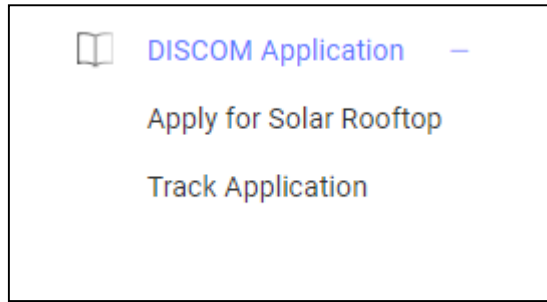 DISCOM Application –
Apply for Solar Rooftop
Track Application